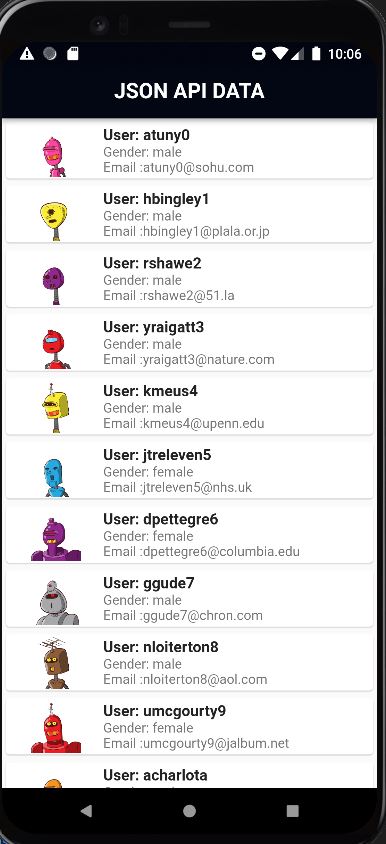 10:06
JSON API DATA
User: atuny0
Gender: male
Email :atuny0@sohu.com
User: hbingley1
Gender: male
Email :hbingley1@plala.or.jp
User: rshawe2
Gender: male
Email :rshawe2@51.la
User: yraigatt3
Gender: male
Email :yraigatt3@nature.com
User: kmeus4
Gender: male
Email :kmeus4@upenn.edu
User: jtreleven5
Gender: female
Email :jtreleven5@nhs.uk
User: dpettegre6
Gender: female
Email :dpettegre6@columbia.edu
User: ggude7
Gender: male
Email :ggude7@chron.com
User: nloiterton8
Gender: male
Email :nloiterton8@aol.com
User: umcgourty9
Gender: female
Email :umcgourty9@jalbum.net
User: acharlota